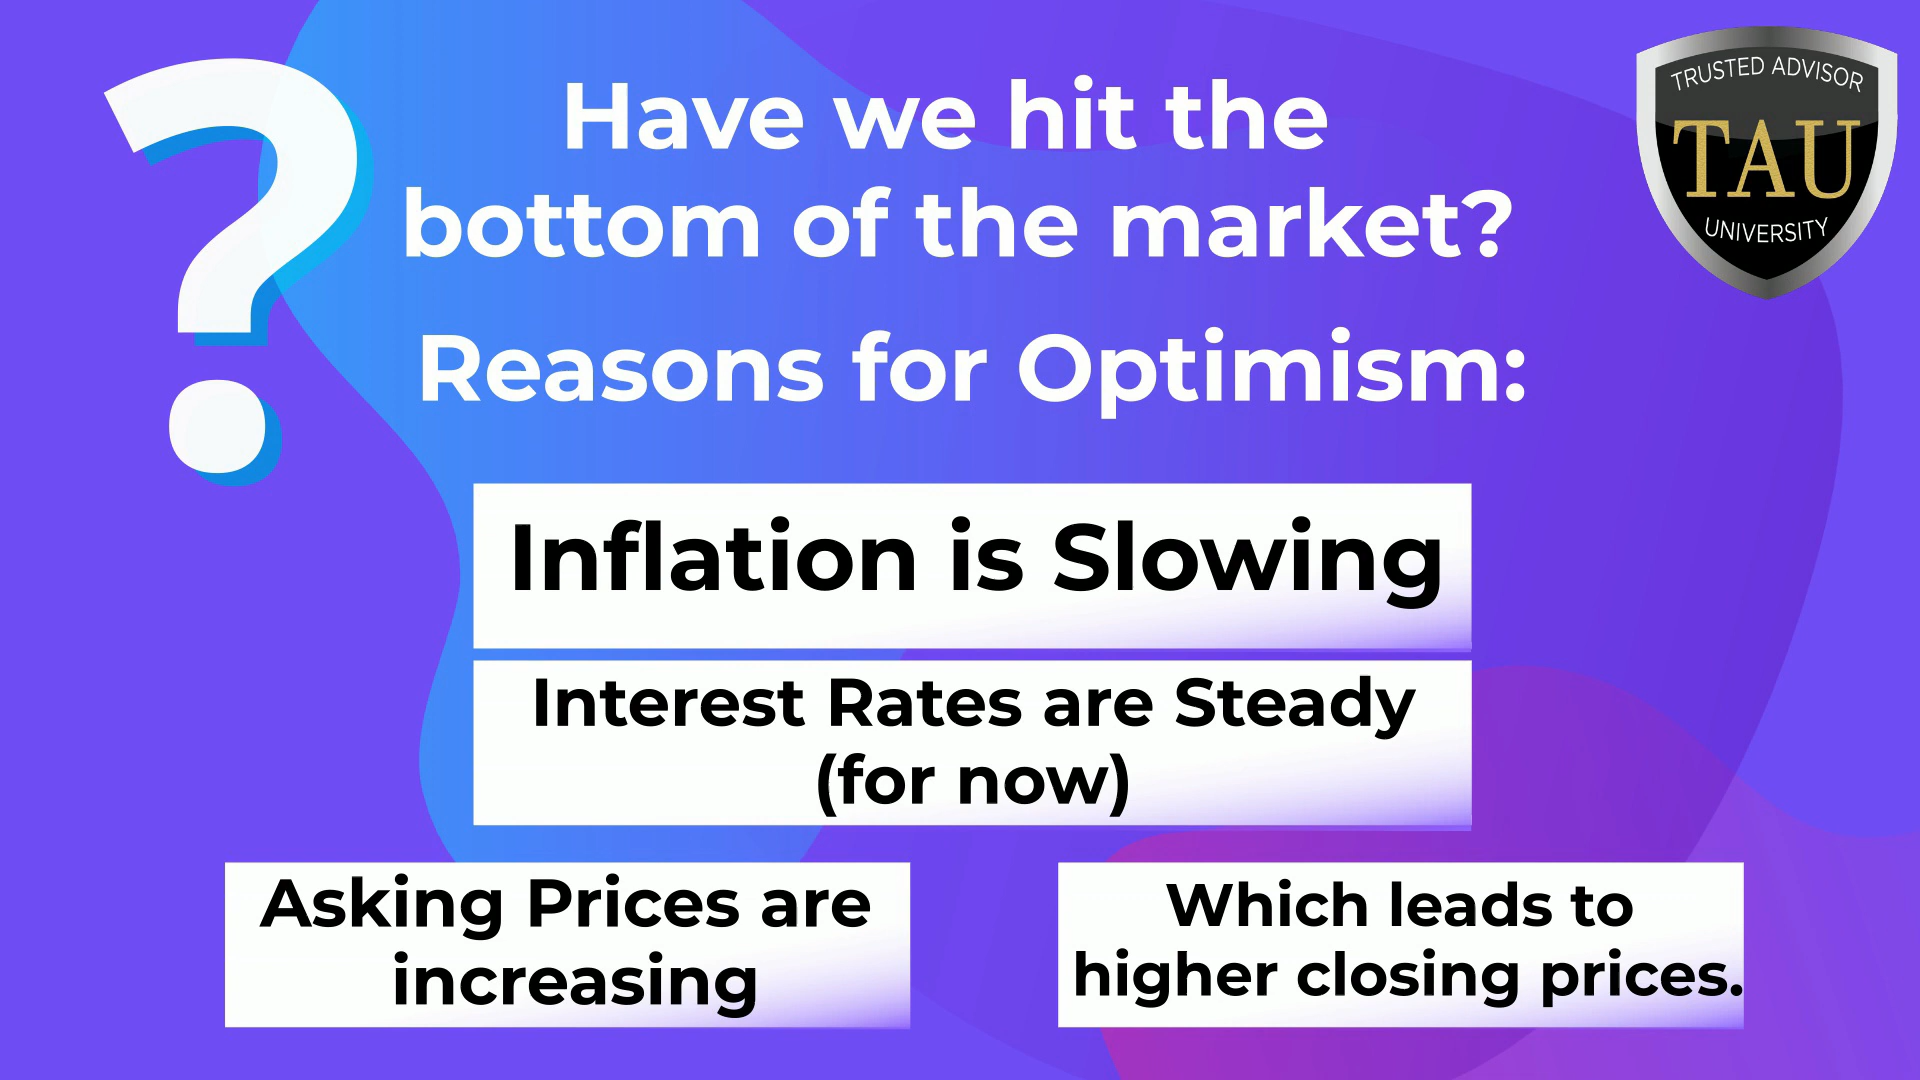 Have we hit the
bottom of the market?
Reasons for Optimism:
TRUSTED ADVISOR
TAU
UNIVERSITY
Inflation is Slowing
Interest Rates are Steady
(for now)
Asking Prices are
increasing
Which leads to
higher closing prices.
?